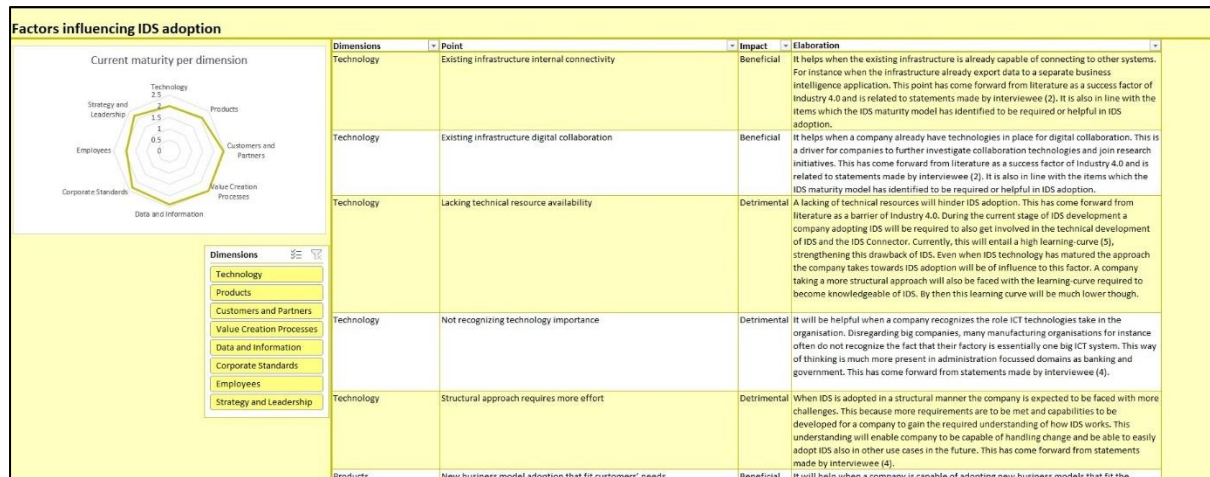 Factors influencing IDS adoption
Current maturity per dimension
Technology
2.5
2
1.5
1
0.5
0
Products
Customers and
Partners
Value Creation
Processes
Data and Information
Corporate Standards
Employees
Strategy and
Leadership
Dimensions
Technology
Products
Customers and Partners
Value Creation Processes
Data and Information
Corporate Standards
Employees
Strategy and Leadership
Dimensions Point Impact Elaboration
Technology Existing infrastructure internal connectivity Beneficial It helps when the existing infrastructure is already capable of connecting to other systems.
For instance when the infrastructure already export data to a separate business
intelligence application. This point has come forward from literature as a success factor of
Industry 4.0 and is related to statements made by interviewee (2). It is also in line with the
items which the IDS maturity model has identified to be required or helpful in IDS
adoption.
Technology Existing infrastructure digital collaboration Beneficial It helps when a company already have technologies in place for digital collaboration. This is
a driver for companies to further investigate collaboration technologies and join research
initiatives. This has come forward from literature as a success factor of Industry 4.0 and is
related to statements made by interviewee (2). It is also in line with the items which the
IDS maturity model has identified to be required or helpful in IDS adoption.
Technology Lacking technical resource availability Detrimental A lacking of technical resources will hinder IDS adoption. This has come forward from
literature as a barrier of Industry 4.0. During the current stage of IDS development a
company adopting IDS will be required to also get involved in the technical development
of IDS and the IDS Connector. Currently, this will entail a high learning-curve (5),
strengthening this drawback of IDS. Even when IDS technology has matured the approach
the company takes towards IDS adoption will be of influence to this factor. A company
taking a more structural approach will also be faced with the learning-curve required to
become knowledgeable of IDS. By then this learning curve will be much lower though.
Technology Not recognizing technology importance Detrimental It will be helpful when a company recognizes the role ICT technologies take in the
organisation. Disregarding big companies, many manufacturing organisations for instance
often do not recognize the fact that their factory is essentially one big ICT system. This way
of thinking is much more present in administration focussed domains as banking and
government. This has come forward from statements made by interviewee (4).
Technology Structural approach requires more effort Detrimental When IDS is adopted in a structural manner the company is expected to be faced with more
challenges. This because more requirements are to be met and capabilities to be
developed for a company to gain the required understanding of how IDS works. This
understanding will enable company to be capable of handling change and be able to easily
adopt IDS also in other use cases in the future. This has come forward from statements
made by interviewee (4).
Products New business model adoption that fit customers' needs Beneficial It will help when a company is capable of adopting new business models that fit the